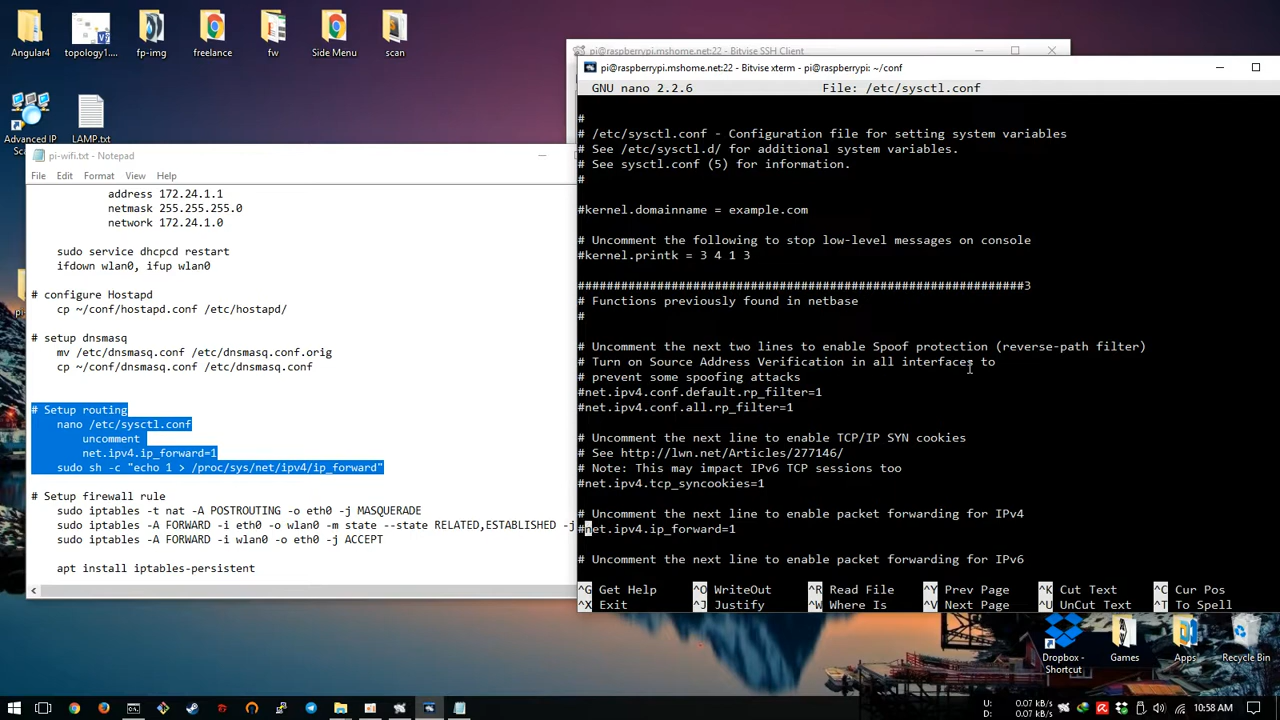 Angular4
topology1....
fp-img
freelance
fw
Side Menu
scan
Advanced IP
LAMP.txt
pi@raspberrypi.mshome.net:22 - Bitvise SSH Client
pi@raspberrypi.mshome.net:22 - Bitvise xterm - pi@raspberrypi: ~/conf
GNU nano 2.2.6
File: /etc/sysctl.conf
#
# /etc/sysctl.conf - Configuration file for setting system variables
# See /etc/sysctl.d/ for additional system variables.
# See sysctl.conf (5) for information.
#
#kernel.domainname = example.com
# Uncomment the following to stop low-level messages on console
#kernel.printk = 3 4 1 3
##############################################################3
# Functions previously found in netbase
#
# Uncomment the next two lines to enable Spoof protection (reverse-path filter)
# Turn on Source Address Verification in all interfaces to
# prevent some spoofing attacks
#net.ipv4.conf.default.rp_filter=1
#net.ipv4.conf.all.rp_filter=1
# Uncomment the next line to enable TCP/IP SYN cookies
# See http://lwn.net/Articles/277146/
# Note: This may impact IPv6 TCP sessions too
#net.ipv4.tcp_syncookies=1
# Uncomment the next line to enable packet forwarding for IPv4
#net.ipv4.ip_forward=1
# Uncomment the next line to enable packet forwarding for IPv6
^G Get Help ^O WriteOut ^R Read File ^Y Prev Page ^K Cut Text ^C Cur Pos
^X Exit ^J Justify ^W Where Is ^V Next Page ^U UnCut Text ^T To Spell
pi-wifi.txt - Notepad
File Edit Format View Help
address 172.24.1.1
netmask 255.255.255.0
network 172.24.1.0
sudo service dhcpcd restart
ifdown wlan0, ifup wlan0
# configure Hostapd
cp ~/conf/hostapd.conf /etc/hostapd/
# setup dnsmasq
mv /etc/dnsmasq.conf /etc/dnsmasq.conf.orig
cp ~/conf/dnsmasq.conf /etc/dnsmasq.conf
# Setup routing
nano /etc/sysctl.conf
uncomment
net.ipv4.ip_forward=1
sudo sh -c "echo 1 > /proc/sys/net/ipv4/ip_forward"
# Setup firewall rule
sudo iptables -t nat -A POSTROUTING -o eth0 -j MASQUERADE
sudo iptables -A FORWARD -i eth0 -o wlan0 -m state --state RELATED,ESTABLISHED -j
sudo iptables -A FORWARD -i wlan0 -o eth0 -j ACCEPT
apt install iptables-persistent
Dropbox - Shortcut
Games
Apps
Recycle Bin
U: 0.07 kB/s
D: 0.07 kB/s
10:58 AM